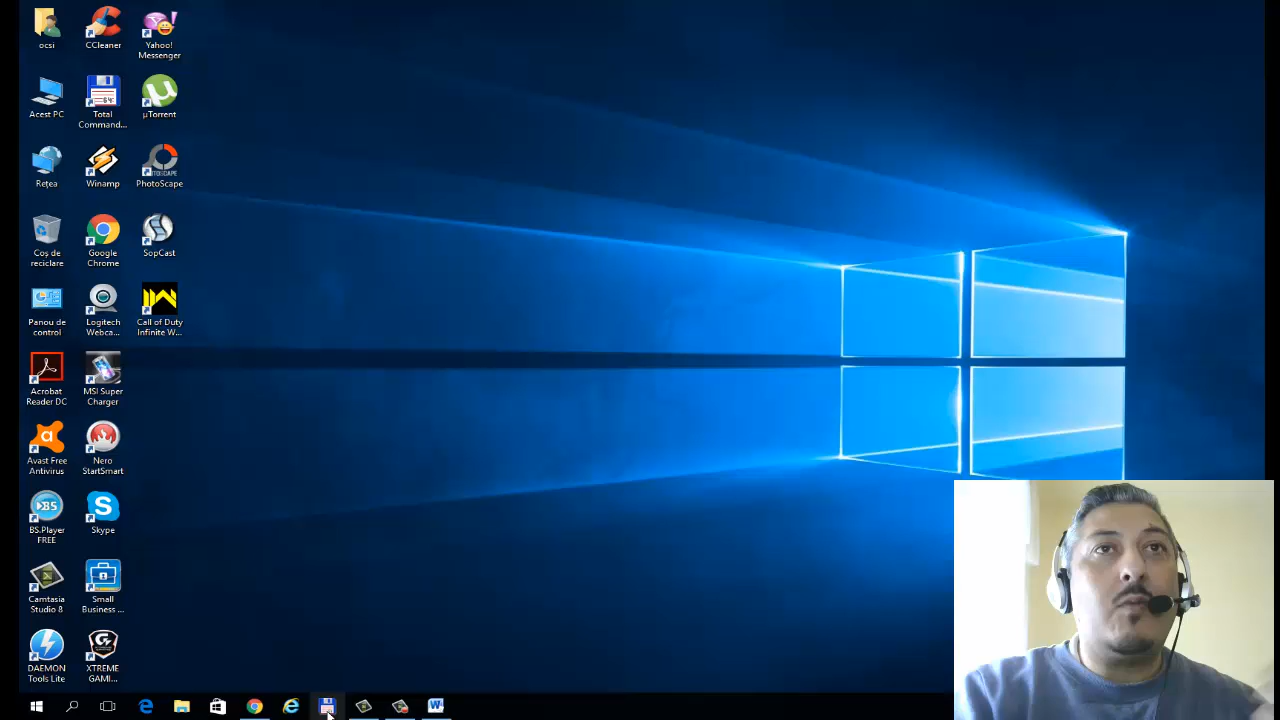 ocsi
CCleaner
Yahoo!
Messenger
Acest PC
Total
Command...
µTorrent
Rețea
Winamp
PhotoScape
Coș de
reciclare
Google
Chrome
SopCast
Panou de
control
Logitech
Webca...
Call of Duty
Infinite W...
Acrobat
Reader DC
MSI Super
Charger
Avast Free
Antivirus
Nero
StartSmart
BS.Player
FREE
Skype
Camtasia
Studio 8
Small
Business ...
DAEMON
Tools Lite
XTREME
GAMI...